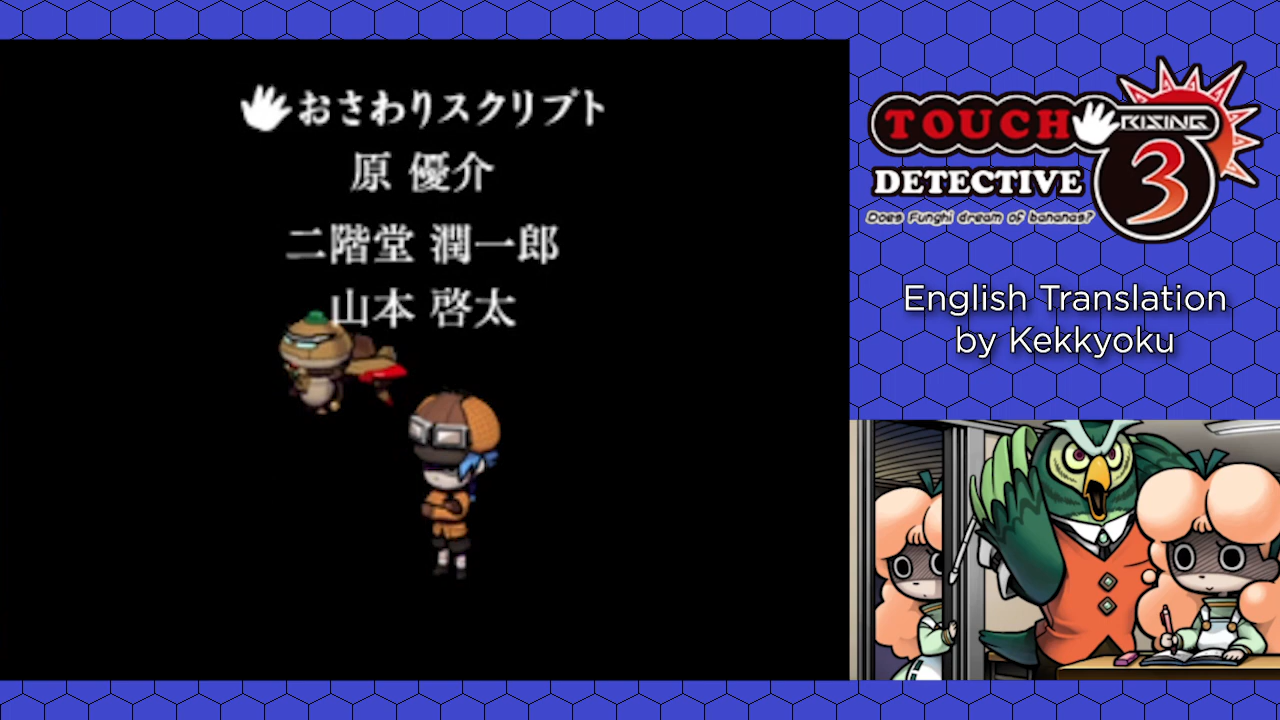 おさわりスクリプト
原 優介
二階堂 潤一郎
山本 啓太
TOUCH
DETECTIVE
RISING
3
Does Funghi dream of bananas?
English Translation
by Kekkyoku